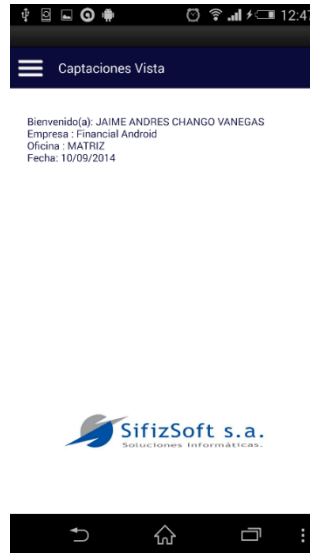 12:47
Captaciones Vista
Bienvenido(a): JAIME ANDRES CHANGO VANEGAS
Empresa : Financial Android
Oficina : MATRIZ
Fecha: 10/09/2014
SifizSoft s.a.
Soluciones Informáticas.